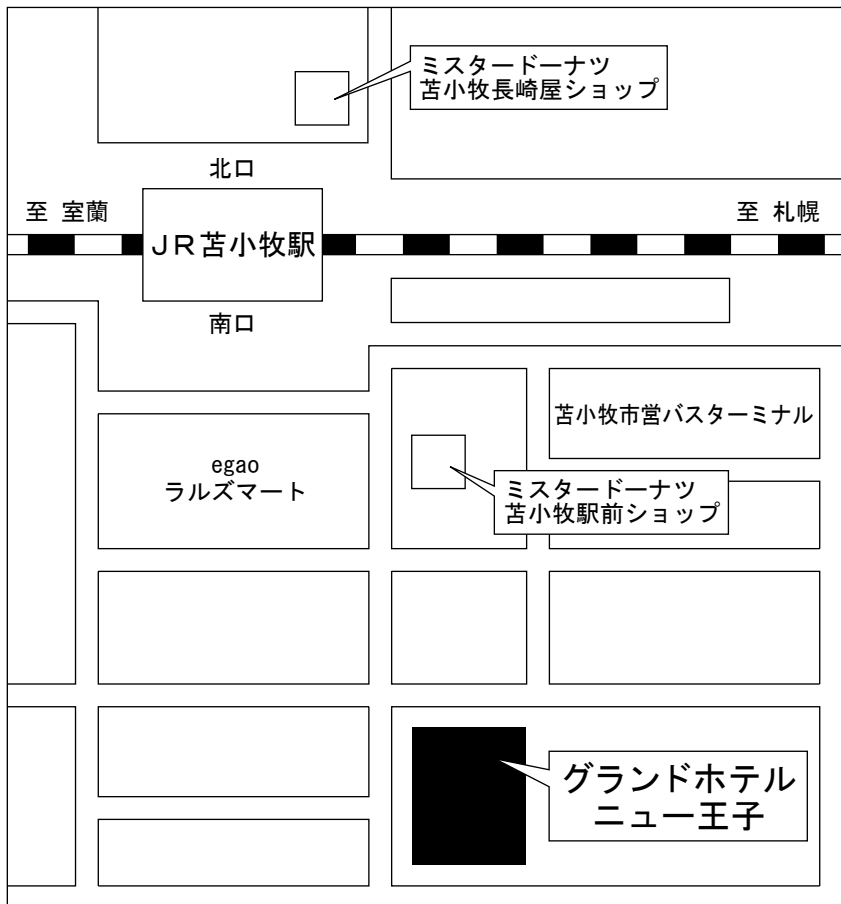 ミスタードーナツ
苫小牧長崎屋ショップ
北口
至 室蘭
至 札幌
ＪＲ苫小牧駅
南口
苫小牧市営バスターミナル
egao
ラルズマート
ミスタードーナツ
苫小牧駅前ショップ
グランドホテル
ニュー王子